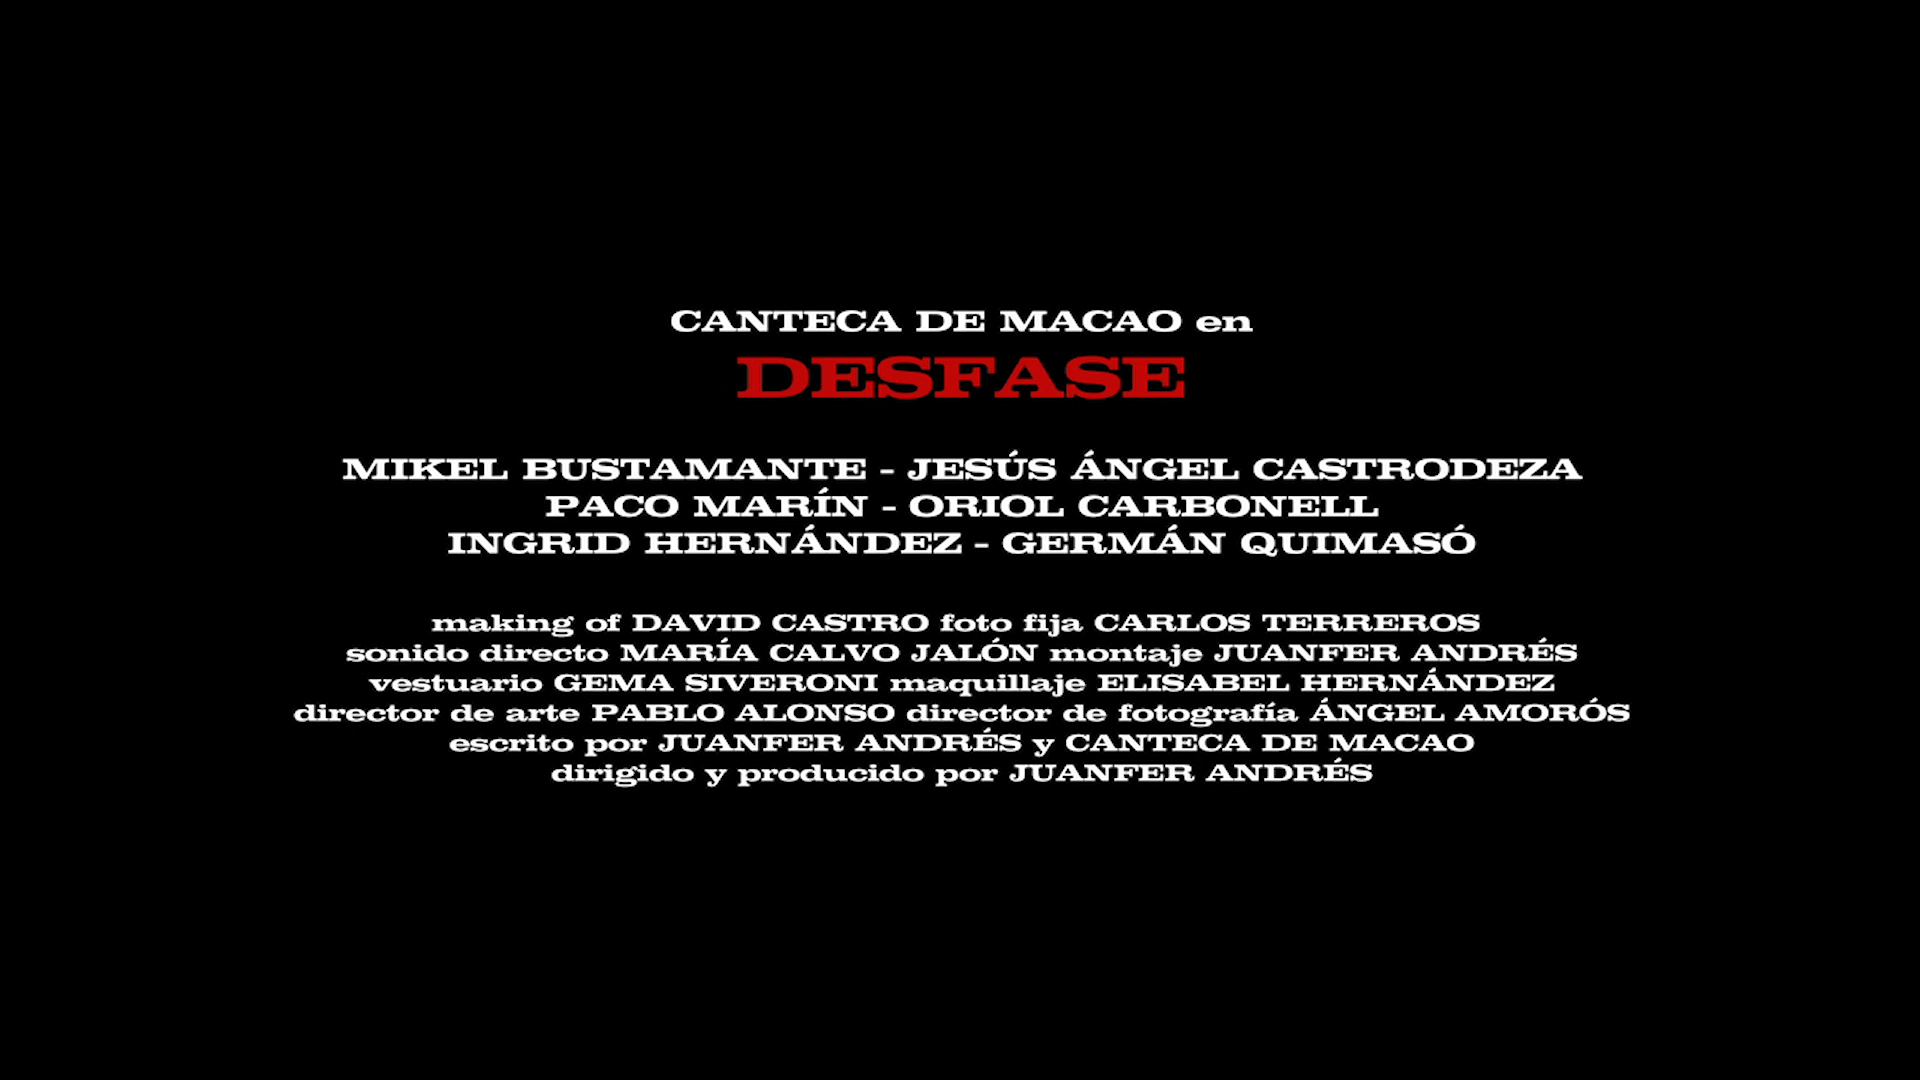 CANTECA DE MACAO en
DESFASE
MIKEL BUSTAMANTE - JESÚS ÁNGEL CASTRODEZA
PACO MARÍN - ORIOL CARBONELL
INGRID HERNÁNDEZ - GERMÁN QUIMASÓ
making of DAVID CASTRO foto fija CARLOS TERREROS
sonido directo MARÍA CALVO JALÓN montaje JUANFER ANDRÉS
vestuario GEMA SIVERONI maquillaje ELISABEL HERNÁNDEZ
director de arte PABLO ALONSO director de fotografía ÁNGEL AMORÓS
escrito por JUANFER ANDRÉS y CANTECA DE MACAO
dirigido y producido por JUANFER ANDRÉS